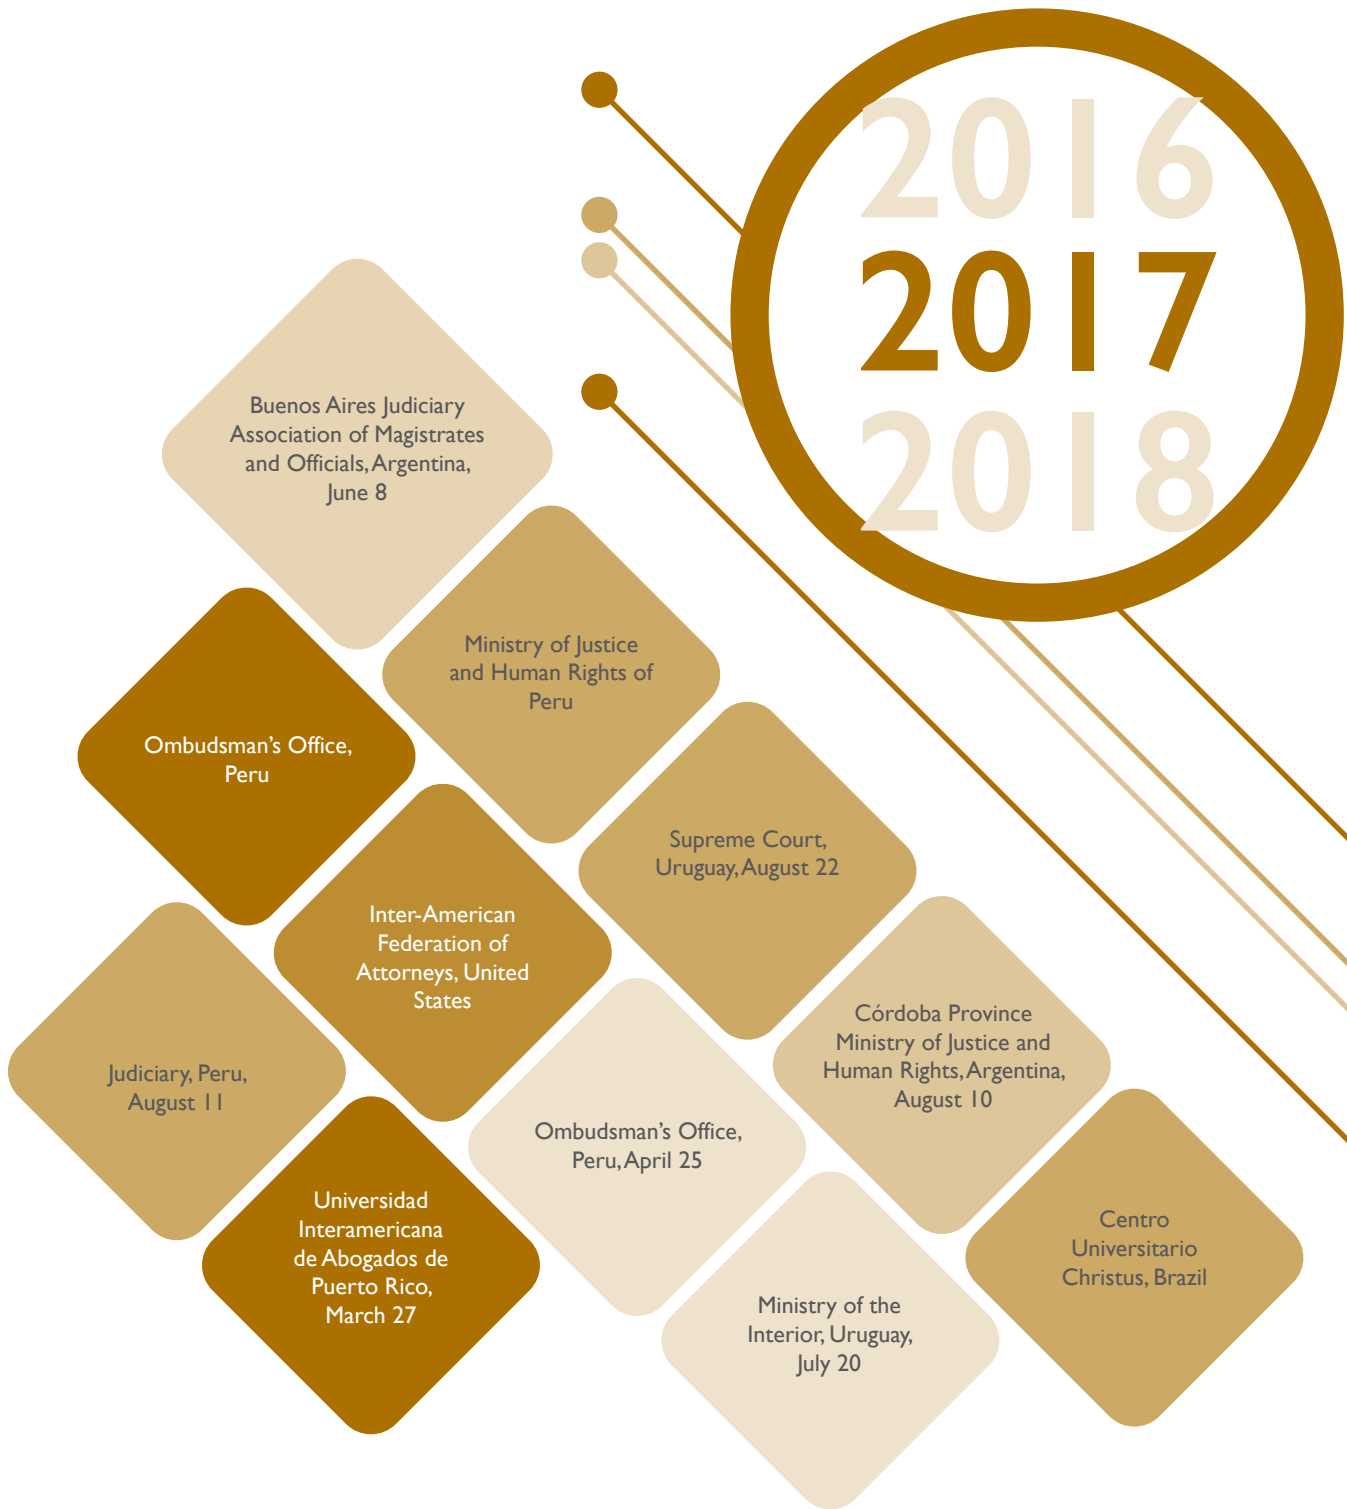 2016
2017
2018
Buenos Aires Judiciary
Association of Magistrates
and Officials, Argentina,
June 8
Ministry of Justice
and Human Rights of
Peru
Ombudsman’s Office,
Peru
Supreme Court,
Uruguay, August 22
Inter-American
Federation of
Attorneys, United
States
Córdoba Province
Ministry of Justice and
Human Rights, Argentina,
August 10
Judiciary, Peru,
August 11
Ombudsman’s Office,
Peru, April 25
Universidad
Interamericana
de Abogados de
Puerto Rico,
March 27
Centro
Universitario
Christus, Brazil
Ministry of the
Interior, Uruguay,
July 20